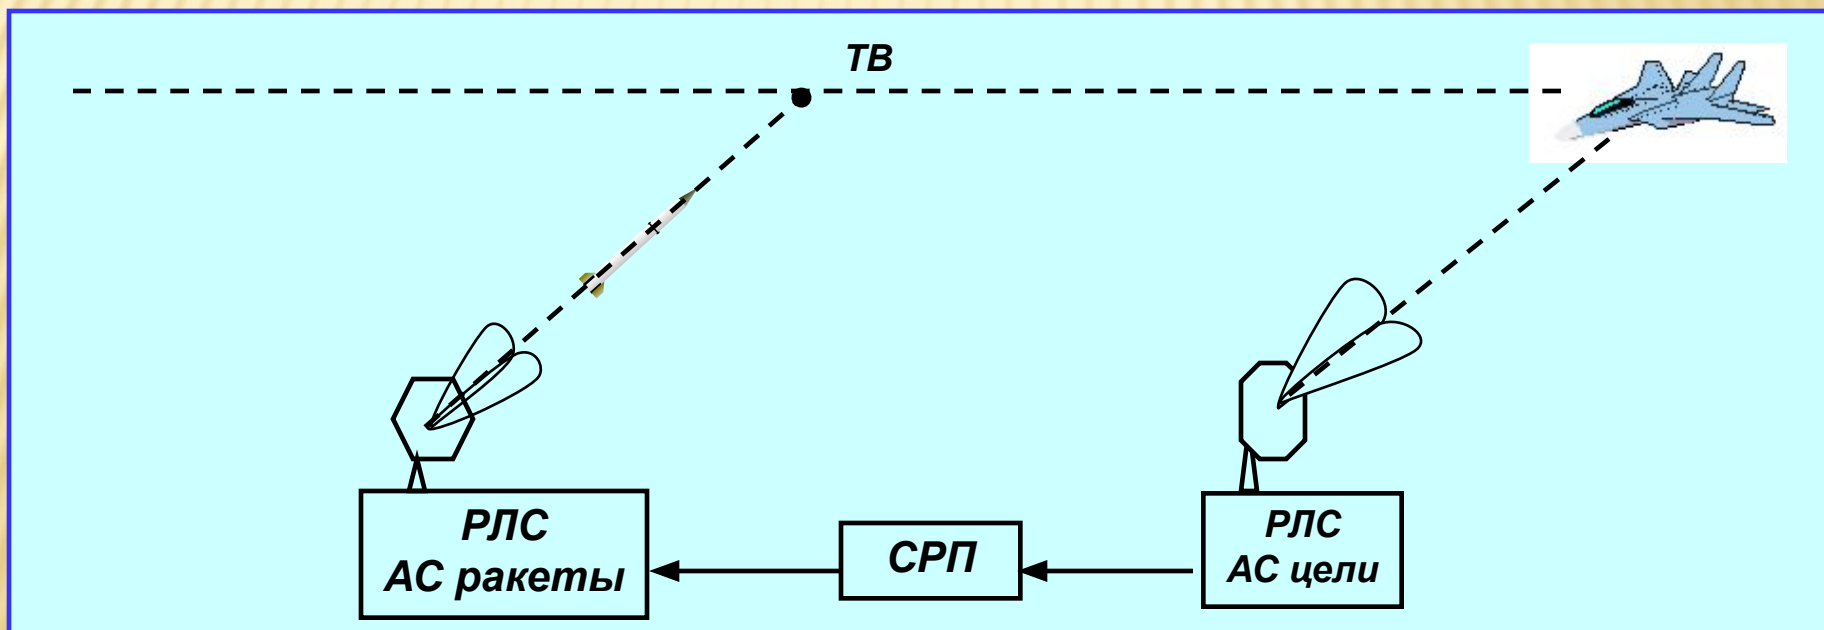 ТВ
РЛС
АС ракеты
СРП
РЛС
АС цели